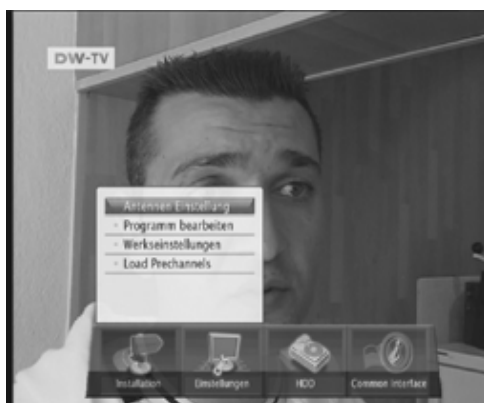 DW-TV
Antennen Einstellung
Programm bearbeiten
Werkseinstellungen
Load Prechannels
Installation
Einstellungen
HDD
Common Interface